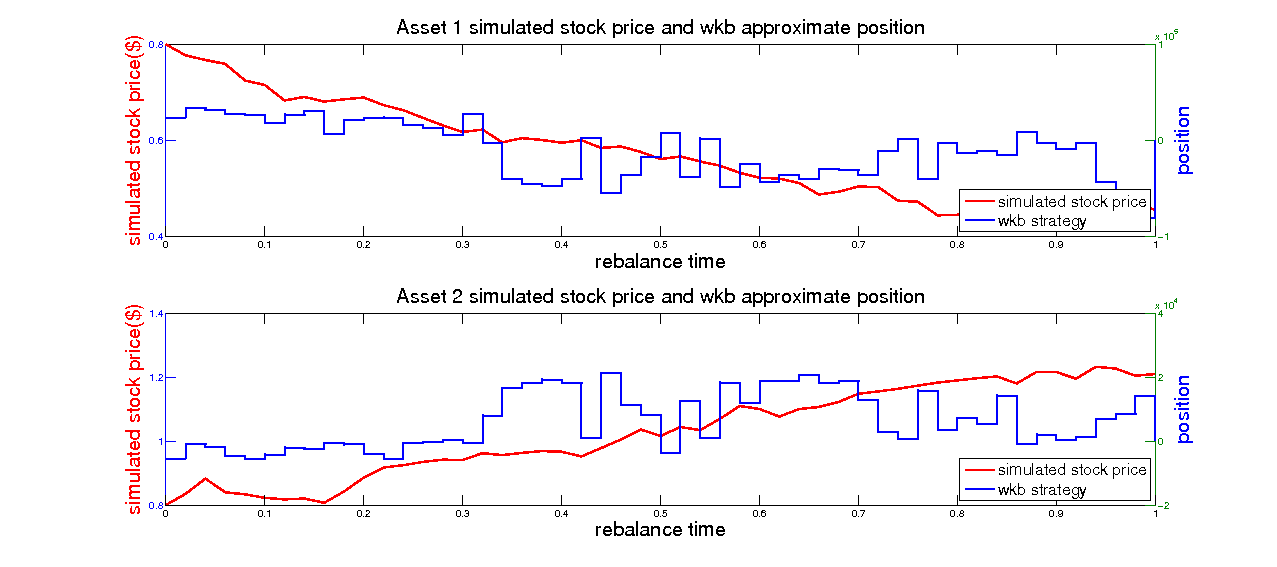 Asset 1 simulated stock price and wkb approximate position
x 10^5
simulated stock price($)
0.8
0.6
0.4
1
0
-1
position
simulated stock price
wkb strategy
0 0.1 0.2 0.3 0.4 0.5 0.6 0.7 0.8 0.9 1
rebalance time
Asset 2 simulated stock price and wkb approximate position
x 10^4
simulated stock price($)
1.4
1.2
1
0.8
4
2
0
-2
position
simulated stock price
wkb strategy
0 0.1 0.2 0.3 0.4 0.5 0.6 0.7 0.8 0.9 1
rebalance time